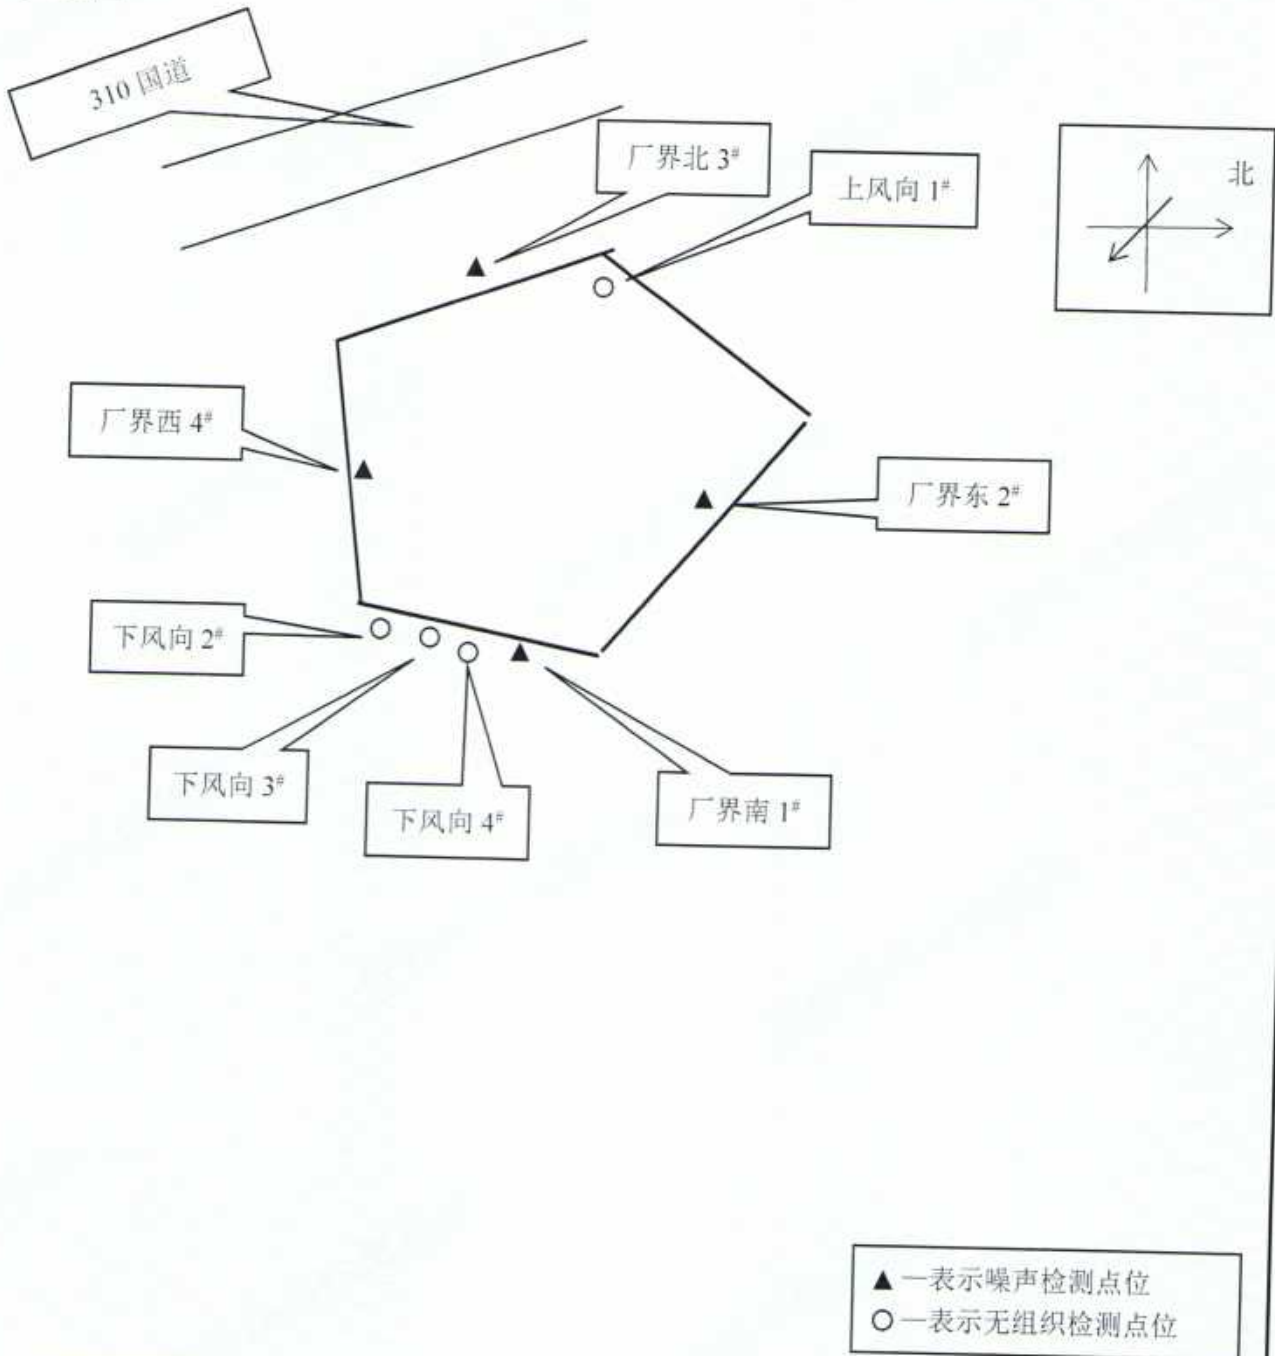 310 国道
厂界北 3#
上风向 1#
北
厂界西 4#
厂界东 2#
下风向 2#
下风向 3#
下风向 4#
厂界南 1#
▲ —表示噪声检测点位
○ —表示无组织检测点位